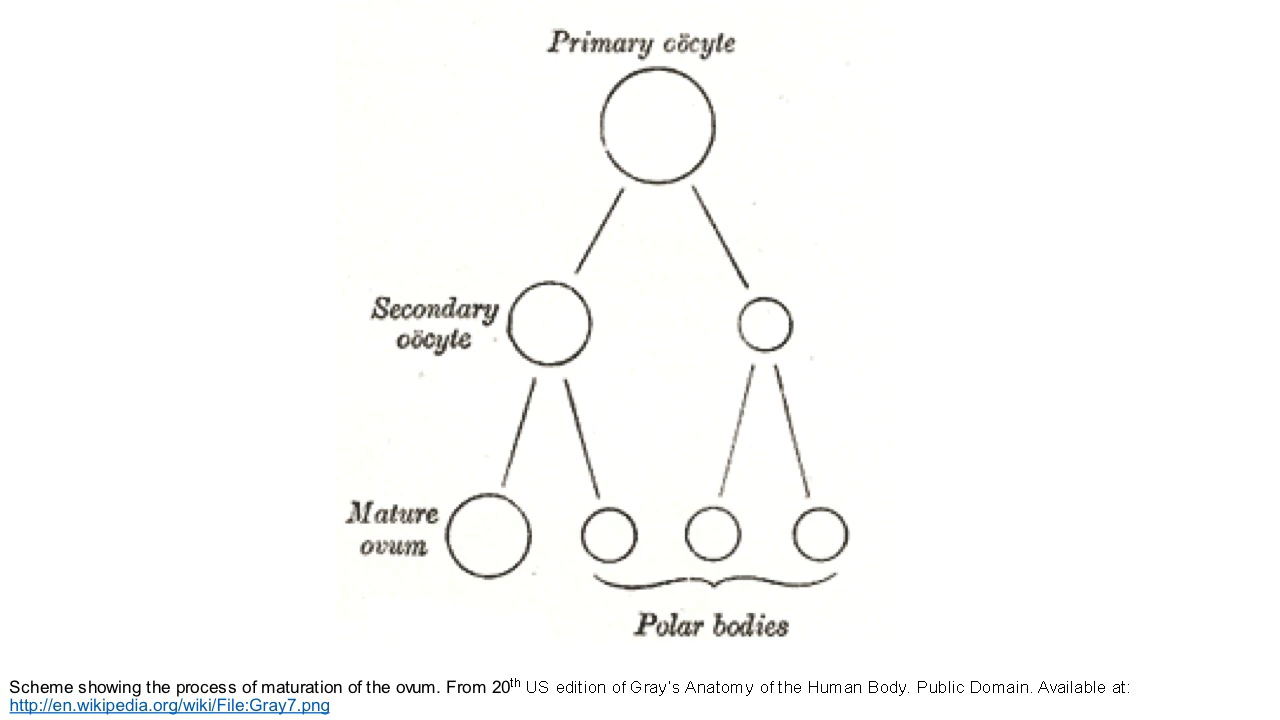 Primary oöcyte
Secondary
oöcyte
Mature
ovum
Polar bodies
Scheme showing the process of maturation of the ovum. From 20th US edition of Gray's Anatomy of the Human Body. Public Domain. Available at:
http://en.wikipedia.org/wiki/File:Gray7.png